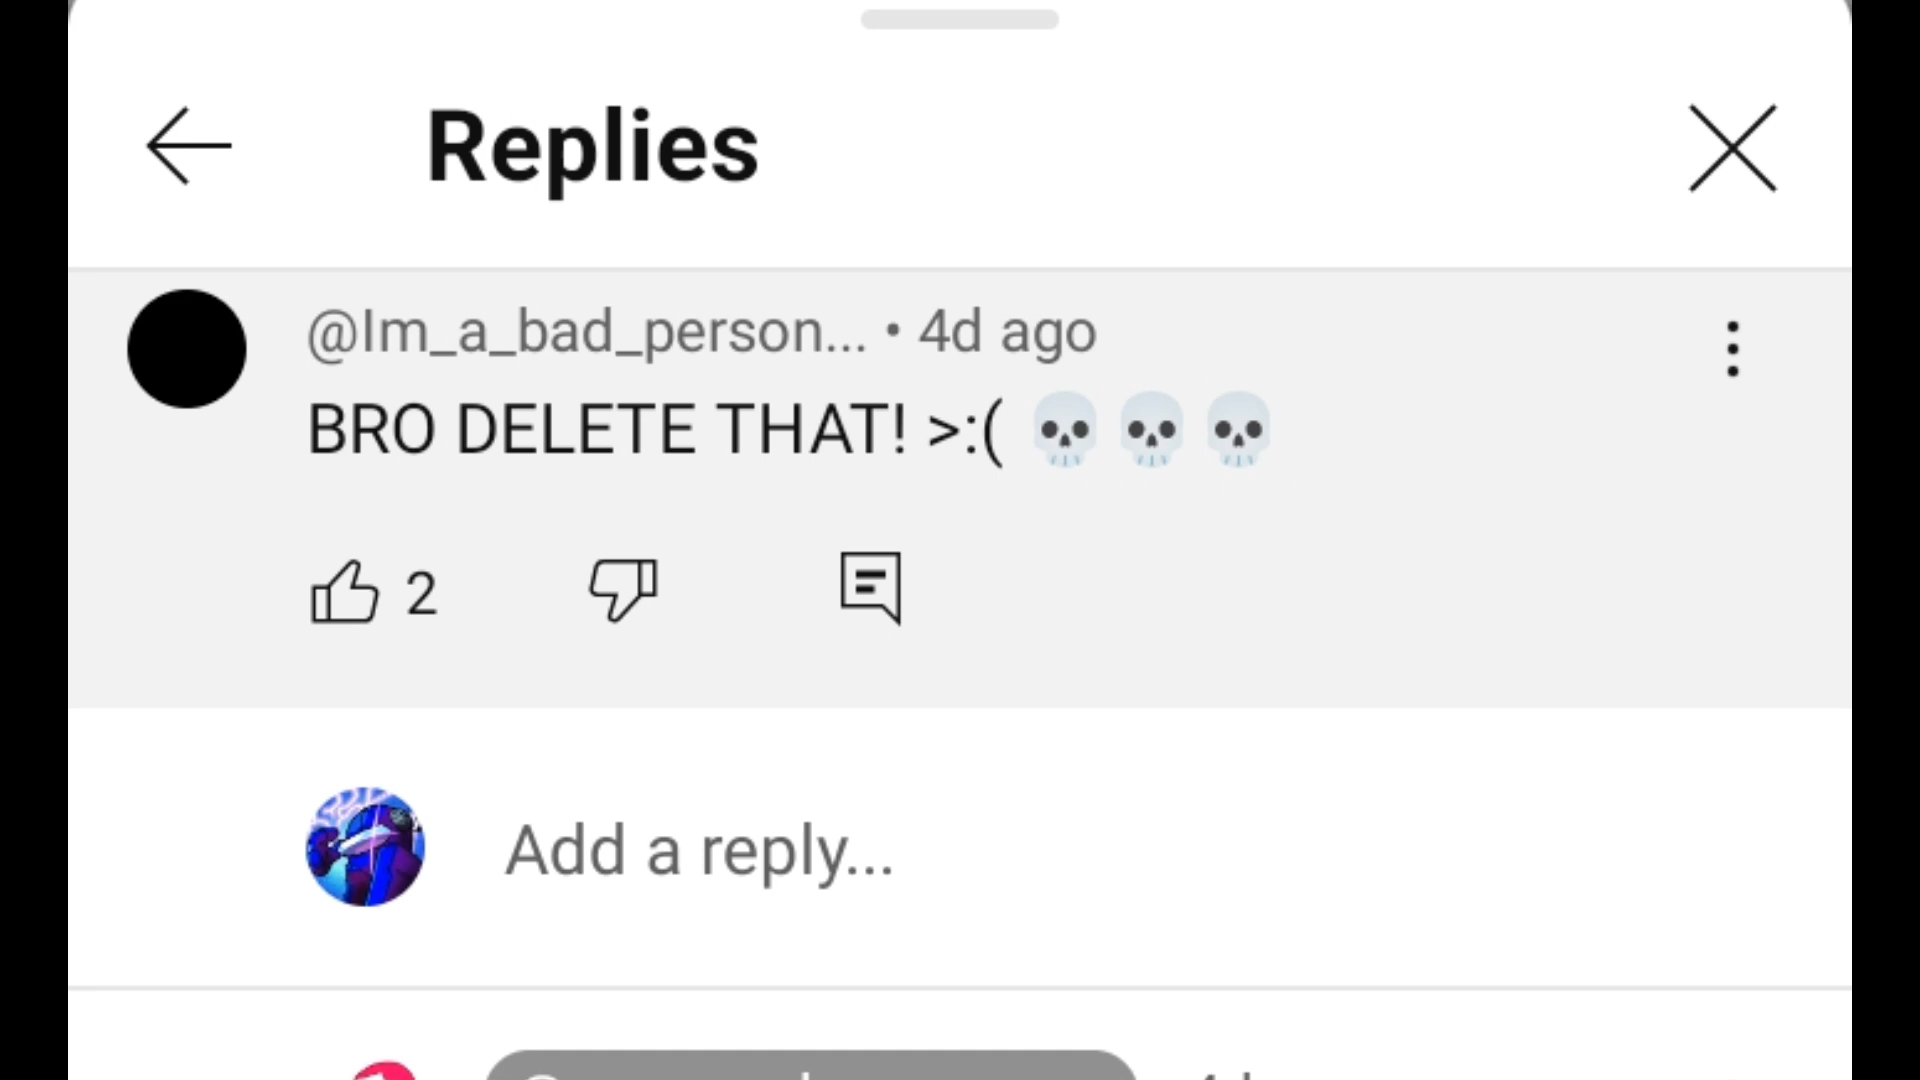 Replies
@Im_a_bad_person... • 4d ago
BRO DELETE THAT! >:( 💀💀💀
2
Add a reply...